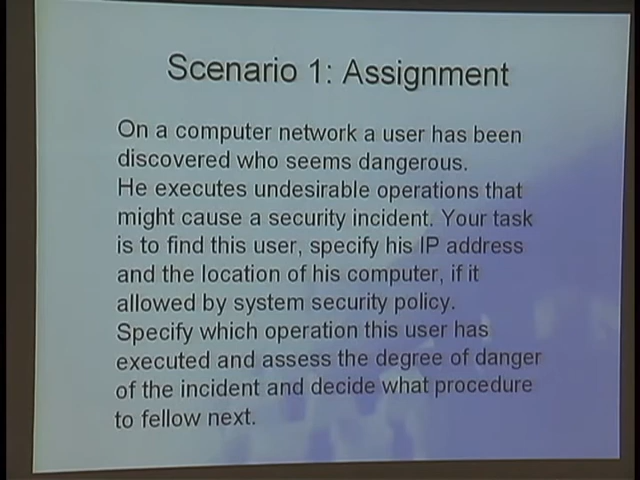 Scenario 1: Assignment
On a computer network a user has been
discovered who seems dangerous.
He executes undesirable operations that
might cause a security incident. Your task
is to find this user, specify his IP address
and the location of his computer, if it
allowed by system security policy.
Specify which operation this user has
executed and assess the degree of danger
of the incident and decide what procedure
to fellow next.